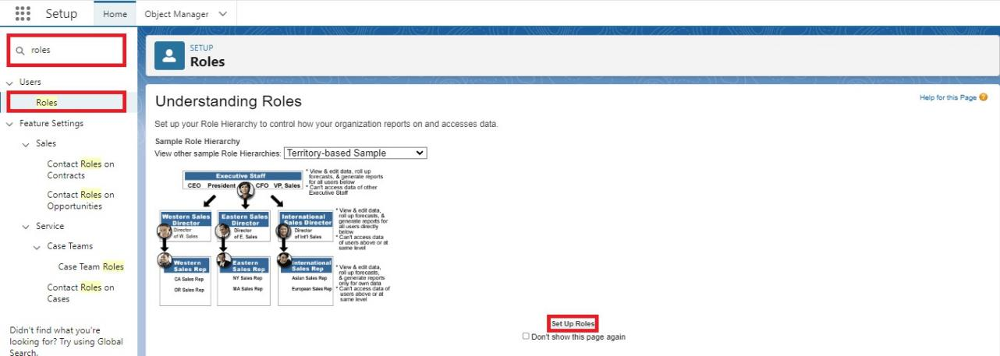 Setup
Home
Object Manager
roles
Users
Roles
Feature Settings
Sales
Contact Roles on
Contracts
Contact Roles on
Opportunities
Service
Case Teams
Case Team Roles
Contact Roles on
Cases
Didn't find what you're
looking for? Try using Global
Search.
SETUP
Roles
Understanding Roles
Help for this Page ?
Set up your Role Hierarchy to control how your organization reports on and accesses data.
Sample Role Hierarchy
View other sample Role Hierarchies: Territory-based Sample
Executive Staff
CEO President CFO VP, Sales
* View & edit data, roll up
forecasts, & generate reports
for all users below
* Can't access data of other
Executive Staff
Western Sales
Director
Director
of W. Sales
Eastern Sales
Director
Director
of E. Sales
International
Sales Director
Director
of Int'l Sales
* View & edit data,
roll up forecasts, &
generate reports for
all users directly
below
* Can't access data
of users above or at
same level
Western
Sales Rep
CA Sales Rep
OR Sales Rep
Eastern
Sales Rep
NY Sales Rep
MA Sales Rep
International
Sales Rep
Asian Sales Rep
European Sales Rep
* View & edit data,
roll up forecasts,
& generate reports
only for own data
* Can't access data of
users above or at
same level
Set Up Roles
Don't show this page again